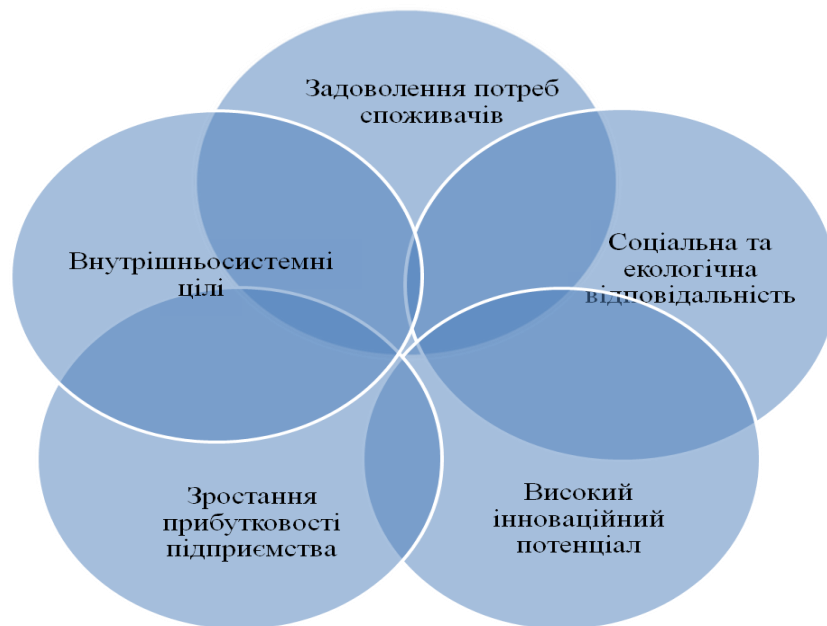 Задоволення потреб
споживачів
Соціальна та
екологічна
відповідальність
Високий
інноваційний
потенціал
Зростання
прибутковості
підприємства
Внутрішньосистемні
цілі